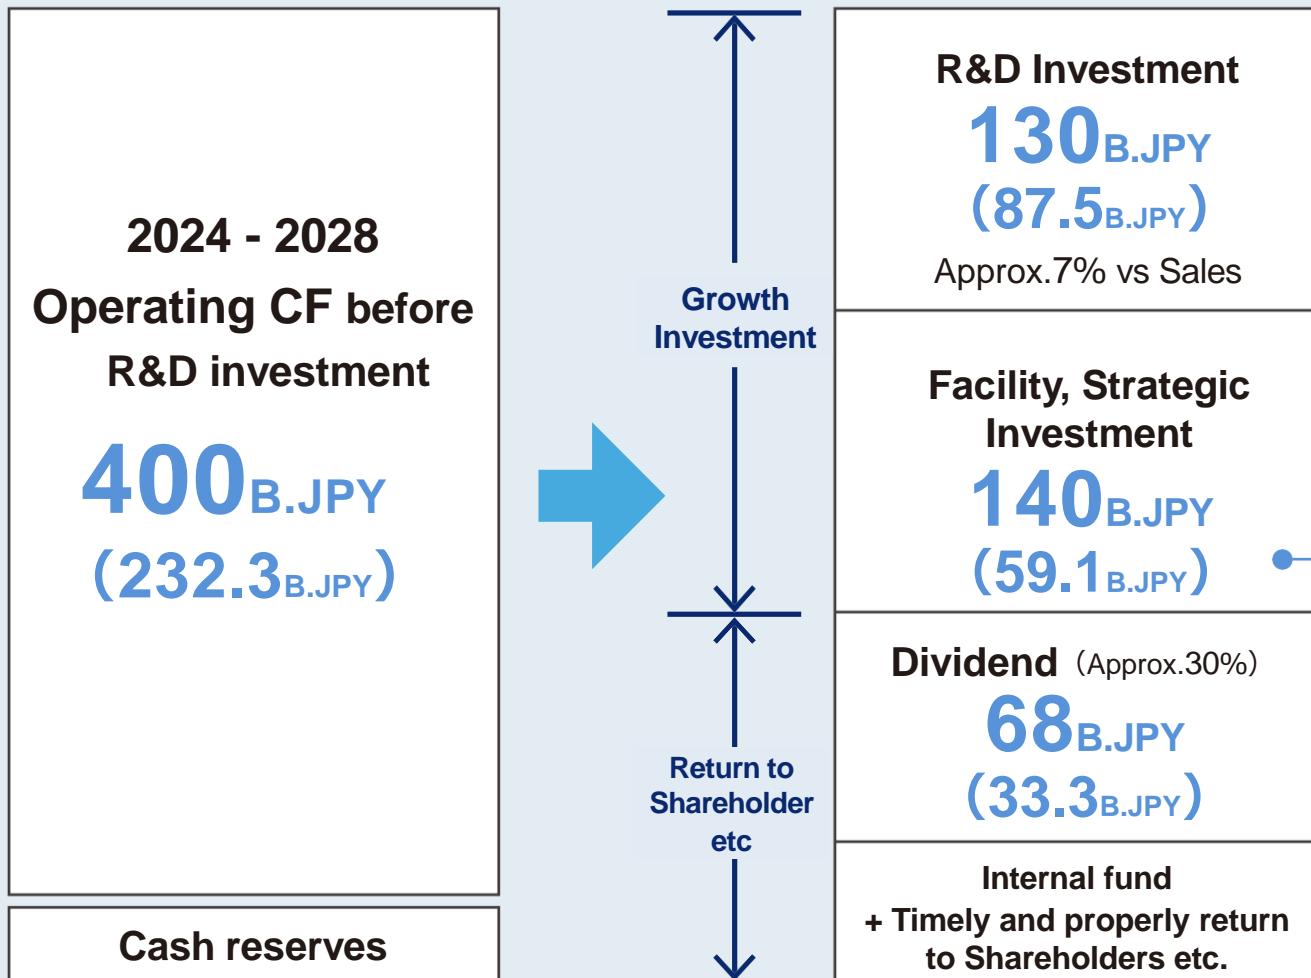 2024 - 2028
Operating CF before
R&D investment
400B.JPY
(232.3B.JPY)
Cash reserves
Growth
Investment
Return to
Shareholder
etc
R&D Investment
130B.JPY
(87.5B.JPY)
Approx.7% vs Sales
Facility, Strategic
Investment
140B.JPY
(59.1B.JPY)
Dividend (Approx.30%)
68B.JPY
(33.3B.JPY)
Internal fund
+ Timely and properly return
to Shareholders etc.